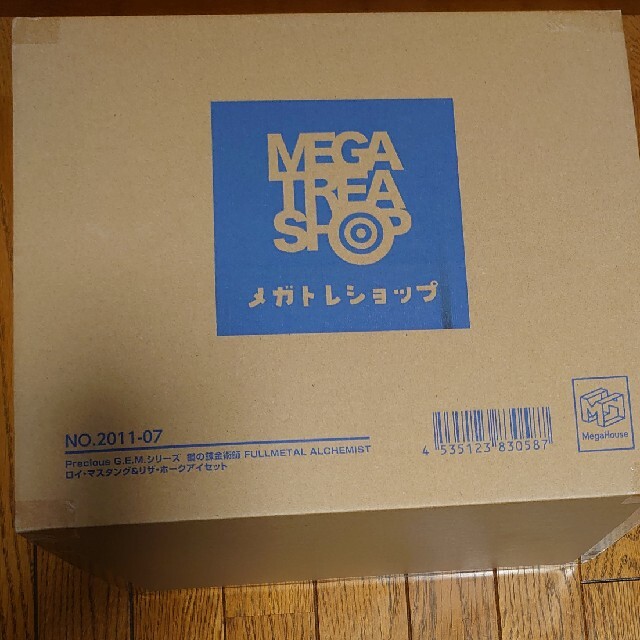 MEGA
TREA
SHOP
メガトレショップ
NO.2011-07
Precious G.E.M.シリーズ 鋼の錬金術師 FULLMETAL ALCHEMIST
ロイ・マスタング&リザ・ホークアイセット
4 535123 830587
MegaHouse